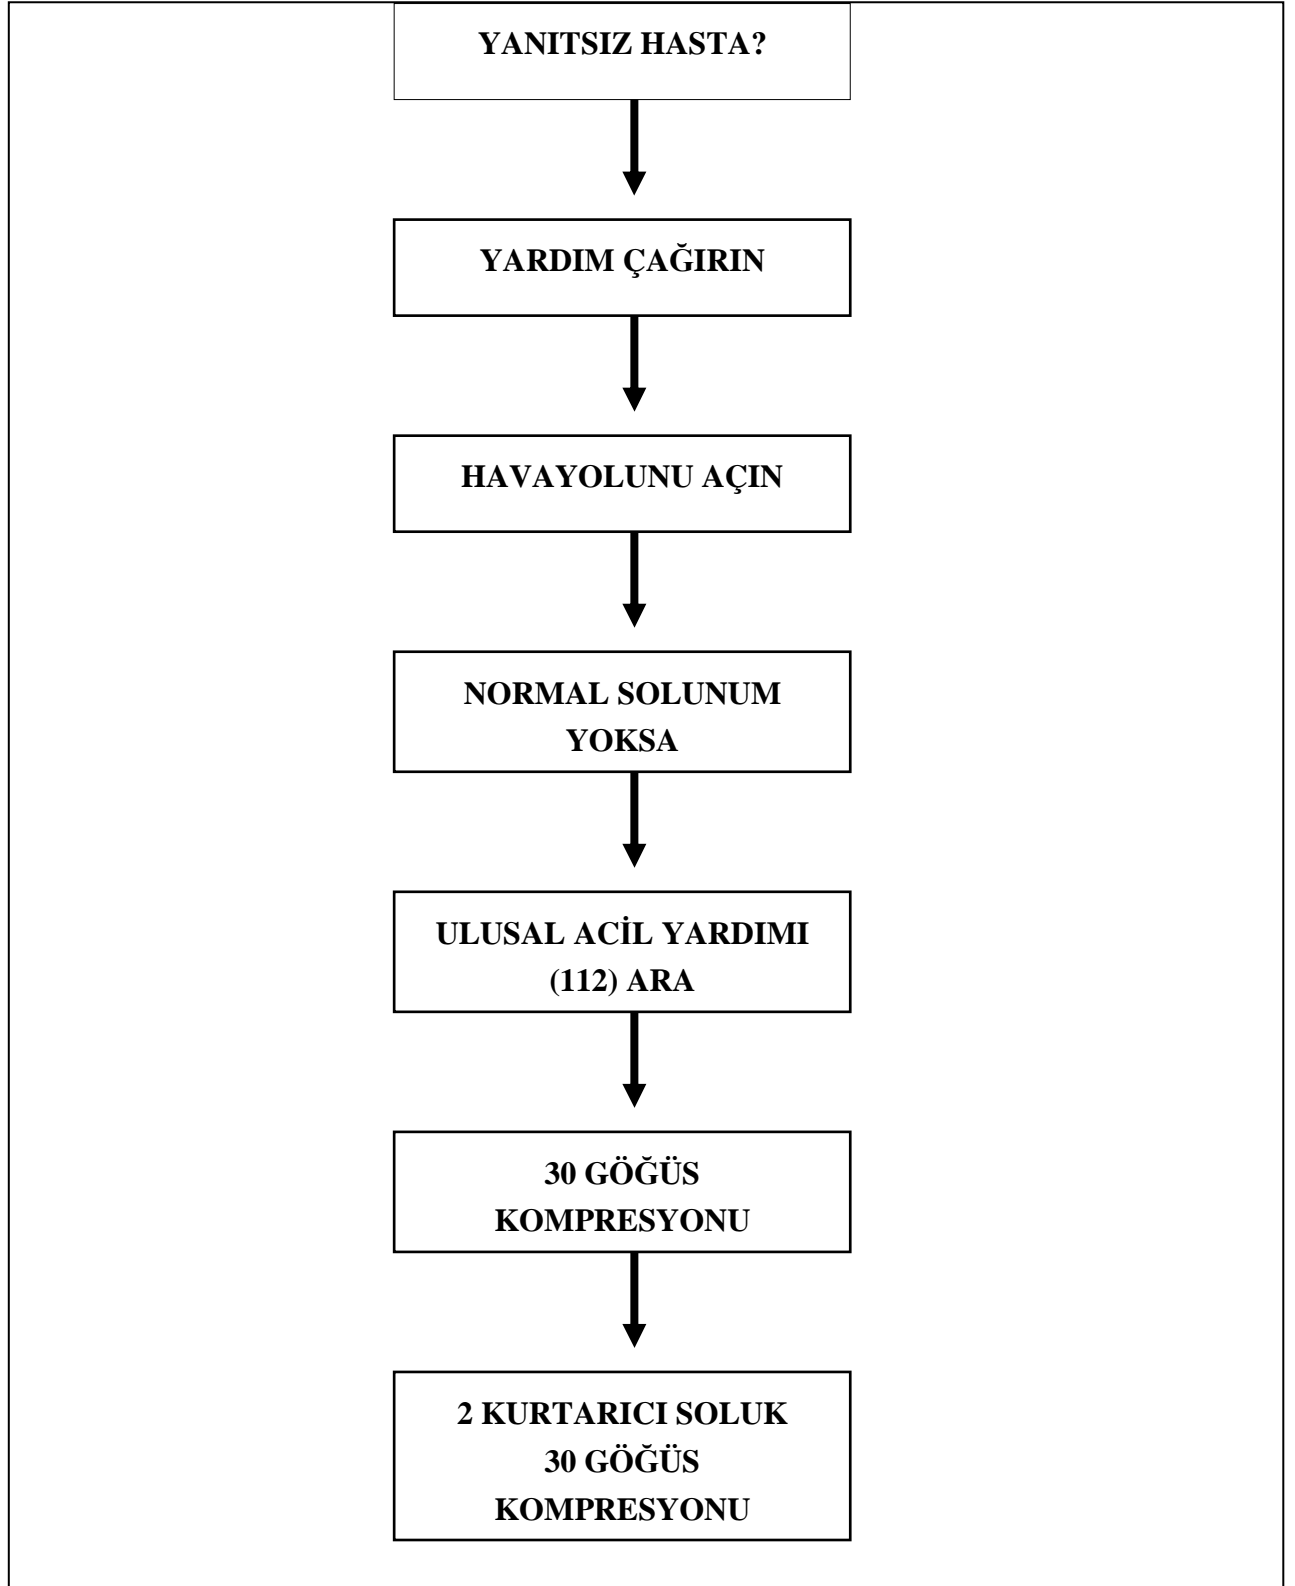 YANITSIZ HASTA?
YARDIM ÇAĞIRIN
HAVAYOLUNU AÇIN
NORMAL SOLUNUM
YOKSA
ULUSAL ACİL YARDIMI
(112) ARA
30 GÖĞÜS
KOMPRESYONU
2 KURTARICI SOLUK
30 GÖĞÜS
KOMPRESYONU